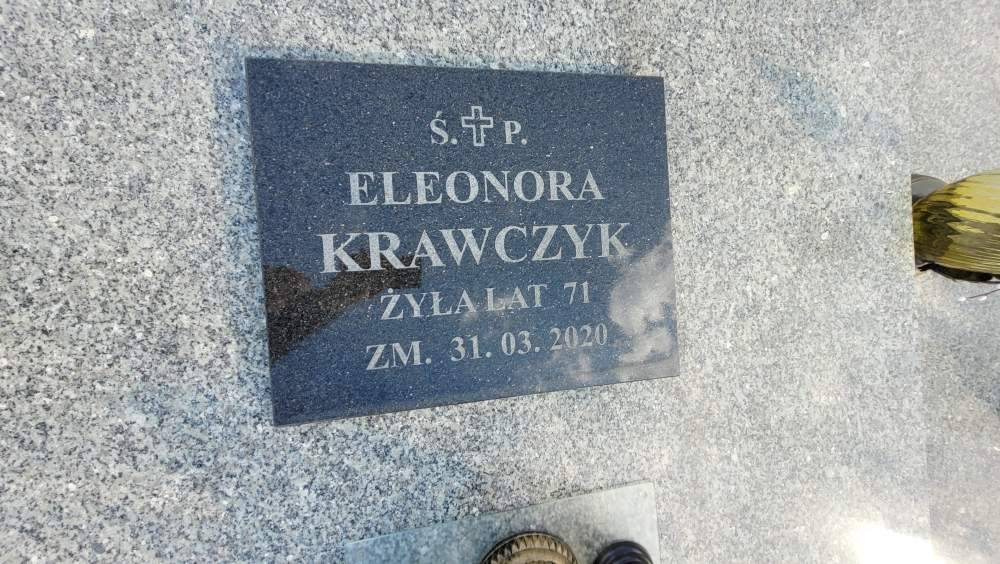 Ś. P.
ELEONORA
KRAWCZYK
ŻYŁA LAT 71
ZM. 31. 03. 2020